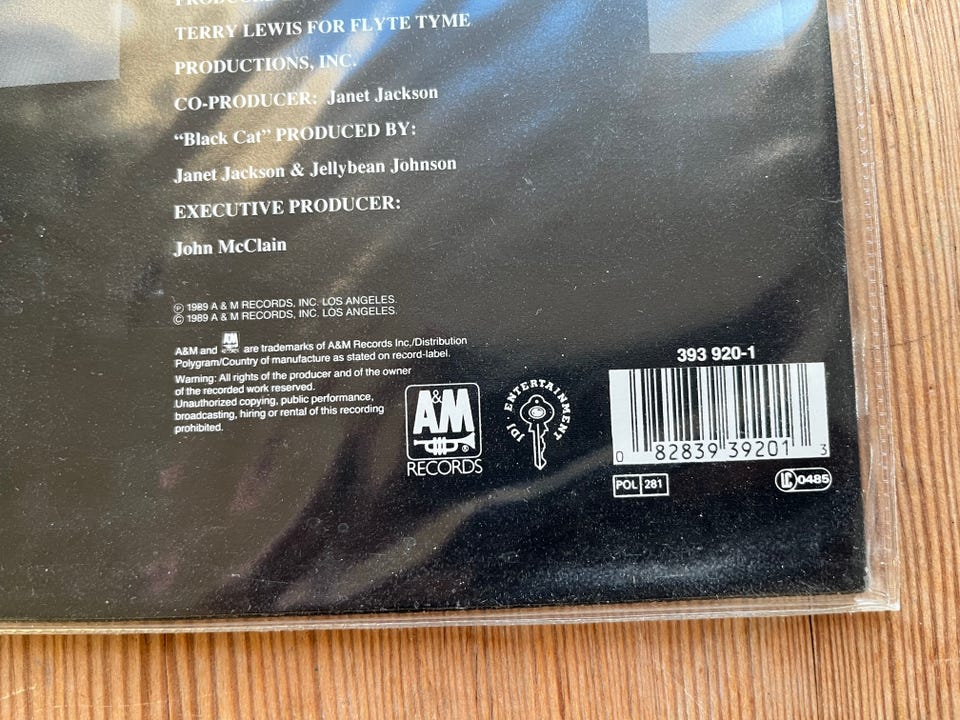 PRODUCED
TERRY LEWIS FOR FLYTE TYME
PRODUCTIONS, INC.
CO-PRODUCER: Janet Jackson
“Black Cat” PRODUCED BY:
Janet Jackson & Jellybean Johnson
EXECUTIVE PRODUCER:
John McClain
Ⓟ 1989 A & M RECORDS, INC. LOS ANGELES.
© 1989 A & M RECORDS, INC. LOS ANGELES.
A&M and A&M RECORDS are trademarks of A&M Records Inc./Distribution
Polygram/Country of manufacture as stated on record-label.
Warning: All rights of the producer and of the owner
of the recorded work reserved.
Unauthorized copying, public performance,
broadcasting, hiring or rental of this recording
prohibited.
A&M ®
RECORDS
JDJ · ENTERTAINMENT
393 920-1
0 82839 39201 3
POL 281
LC 0485